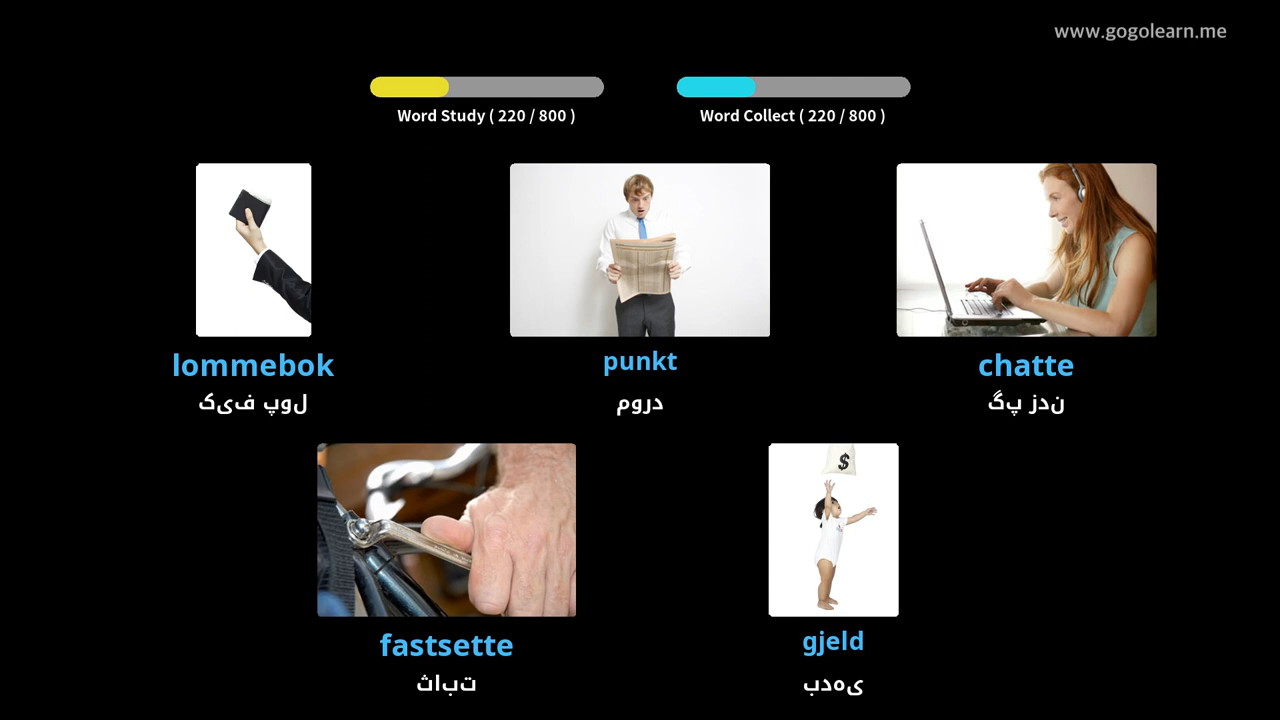 www.gogolearn.me
Word Study ( 220 / 800 )
Word Collect ( 220 / 800 )
lommebok
لوپ فیک
punkt
دروم
chatte
ندز پگ
fastsette
تباث
gjeld
یهدب
$